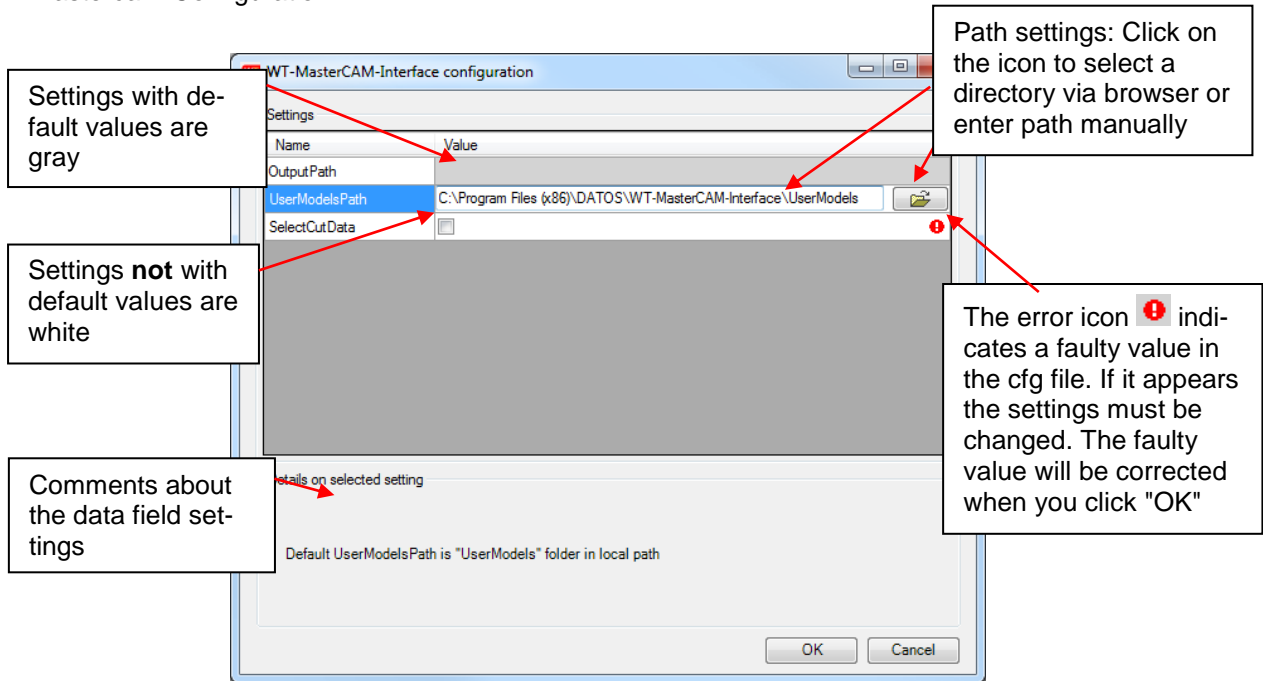 WT-MasterCAM-Interface configuration
Path settings: Click on
the icon to select a
directory via browser or
enter path manually
Settings with de-
fault values are
gray
Settings
Name Value
OutputPath
UserModelsPath C:\Program Files (x86)\DATOS\WT-MasterCAM-Interface\UserModels
SelectCutData
Settings not with
default values are
white
The error icon indi-
cates a faulty value in
the cfg file. If it appears
the settings must be
changed. The faulty
value will be corrected
when you click "OK"
Comments about
the data field set-
tings
etails on selected setting
Default UserModelsPath is "UserModels" folder in local path
OK Cancel